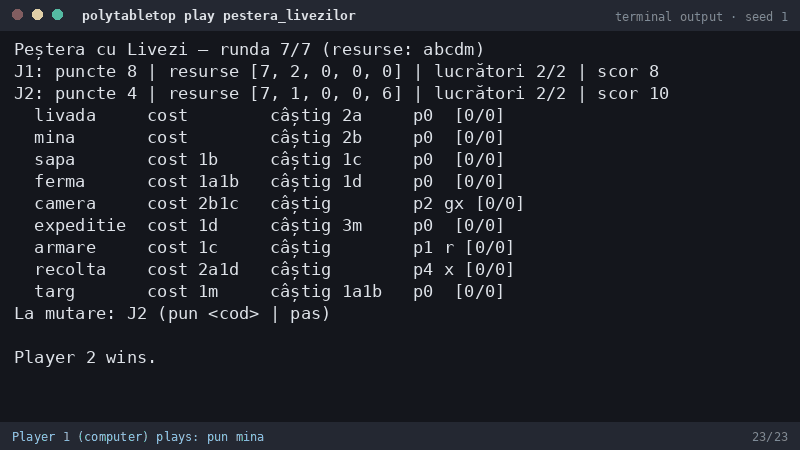 polytabletop play pestera_livezilor
terminal output · seed 1
Peștera cu Livezi — runda 7/7 (resurse: abcdm)
J1: puncte 8 | resurse [7, 2, 0, 0, 0] | lucrători 2/2 | scor 8
J2: puncte 4 | resurse [7, 1, 0, 0, 6] | lucrători 2/2 | scor 10
livada cost câștig 2a p0 [0/0]
mina cost câștig 2b p0 [0/0]
sapa cost 1b câștig 1c p0 [0/0]
ferma cost 1a1b câștig 1d p0 [0/0]
camera cost 2b1c câștig p2 gx [0/0]
expeditie cost 1d câștig 3m p0 [0/0]
armare cost 1c câștig p1 r [0/0]
recolta cost 2a1d câștig p4 x [0/0]
targ cost 1m câștig 1a1b p0 [0/0]
La mutare: J2 (pun <cod> | pas)
Player 2 wins.
Player 1 (computer) plays: pun mina
23/23